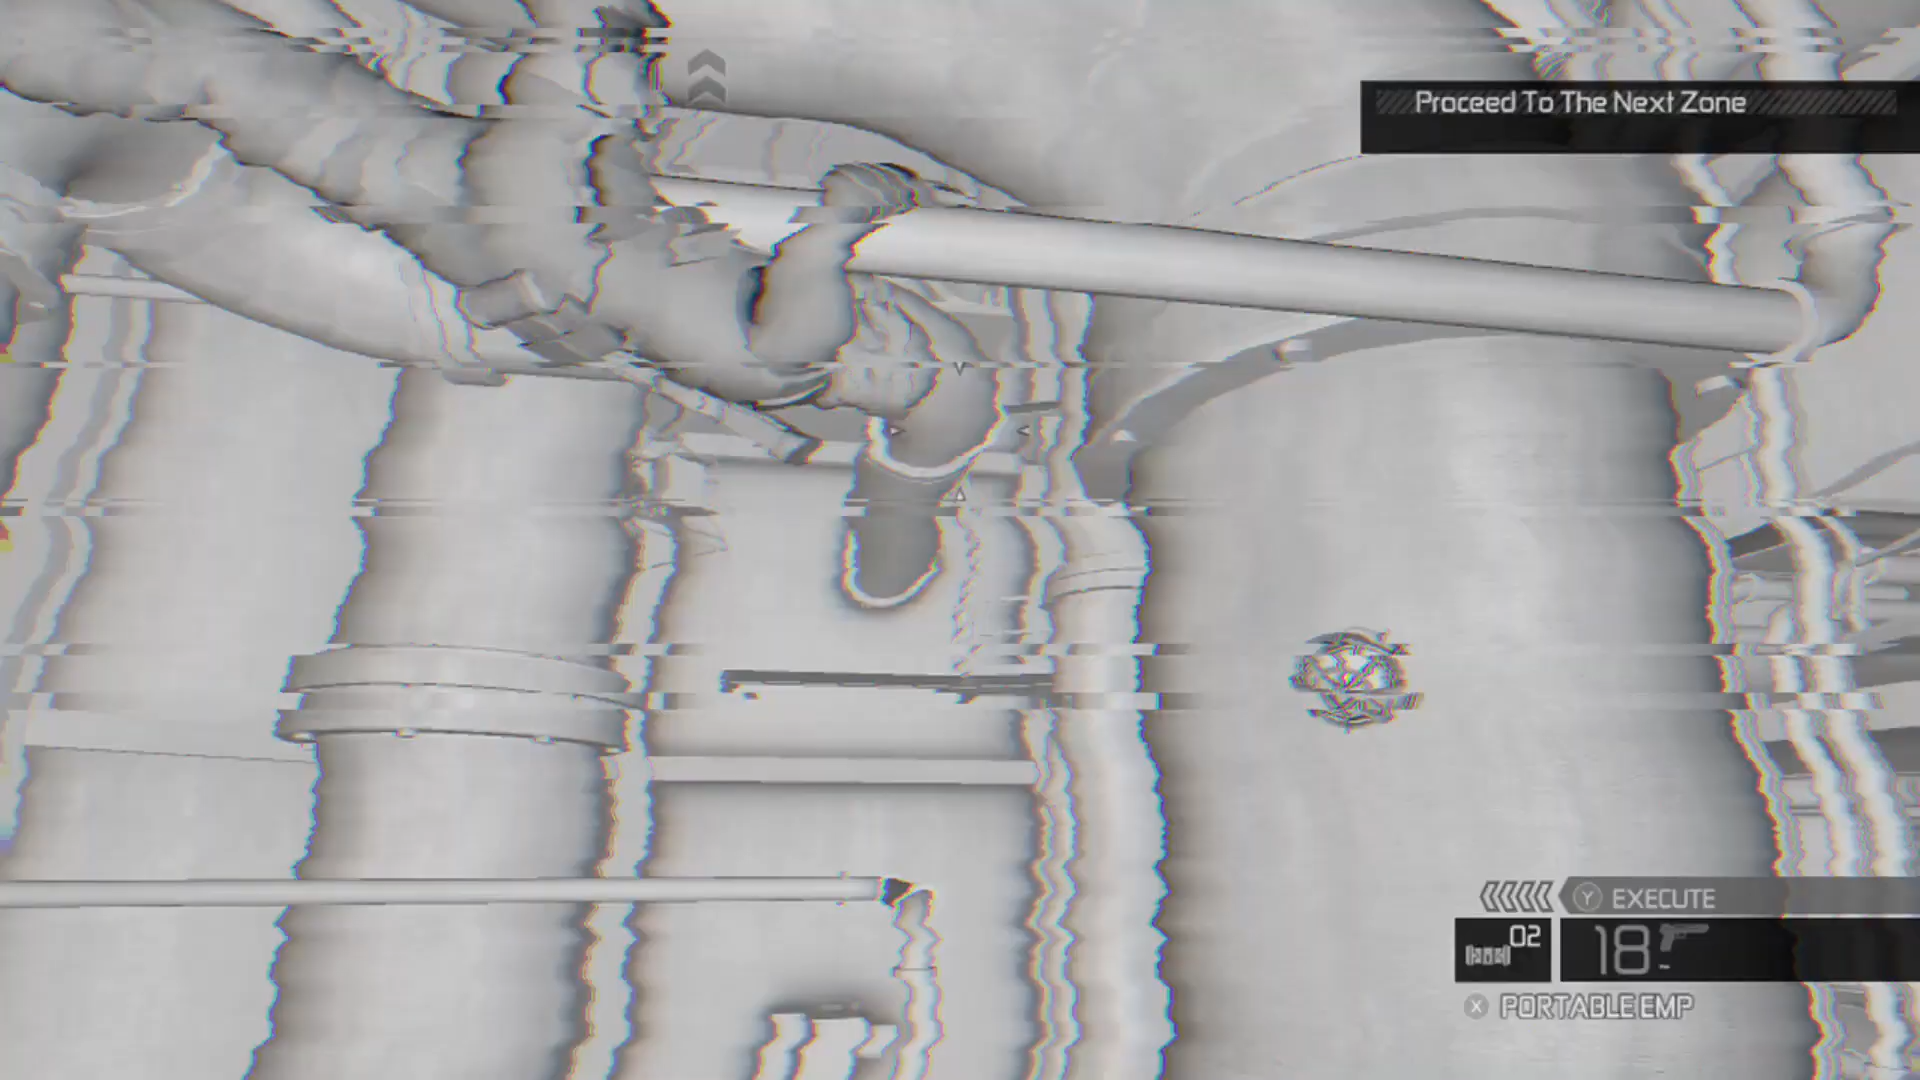 Proceed To The Next Zone
Y EXECUTE
02
18
X PORTABLE EMP